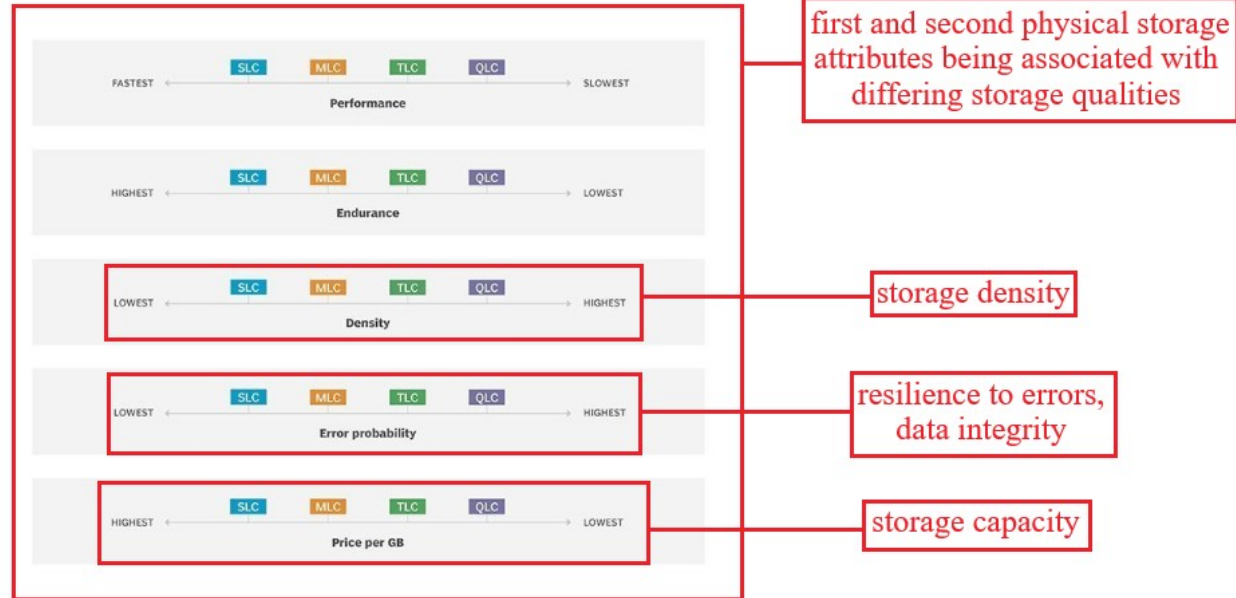 first and second physical storage
attributes being associated with
differing storage qualities
SLC MLC TLC QLC
FASTEST SLOWEST
Performance
SLC MLC TLC QLC
HIGHEST LOWEST
Endurance
SLC MLC TLC QLC
LOWEST HIGHEST
Density
storage density
SLC MLC TLC QLC
LOWEST HIGHEST
Error probability
resilience to errors,
data integrity
SLC MLC TLC QLC
HIGHEST LOWEST
Price per GB
storage capacity